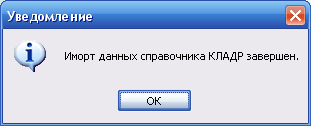 Уведомление
Иморт данных справочника КЛАДР завершен.
OK